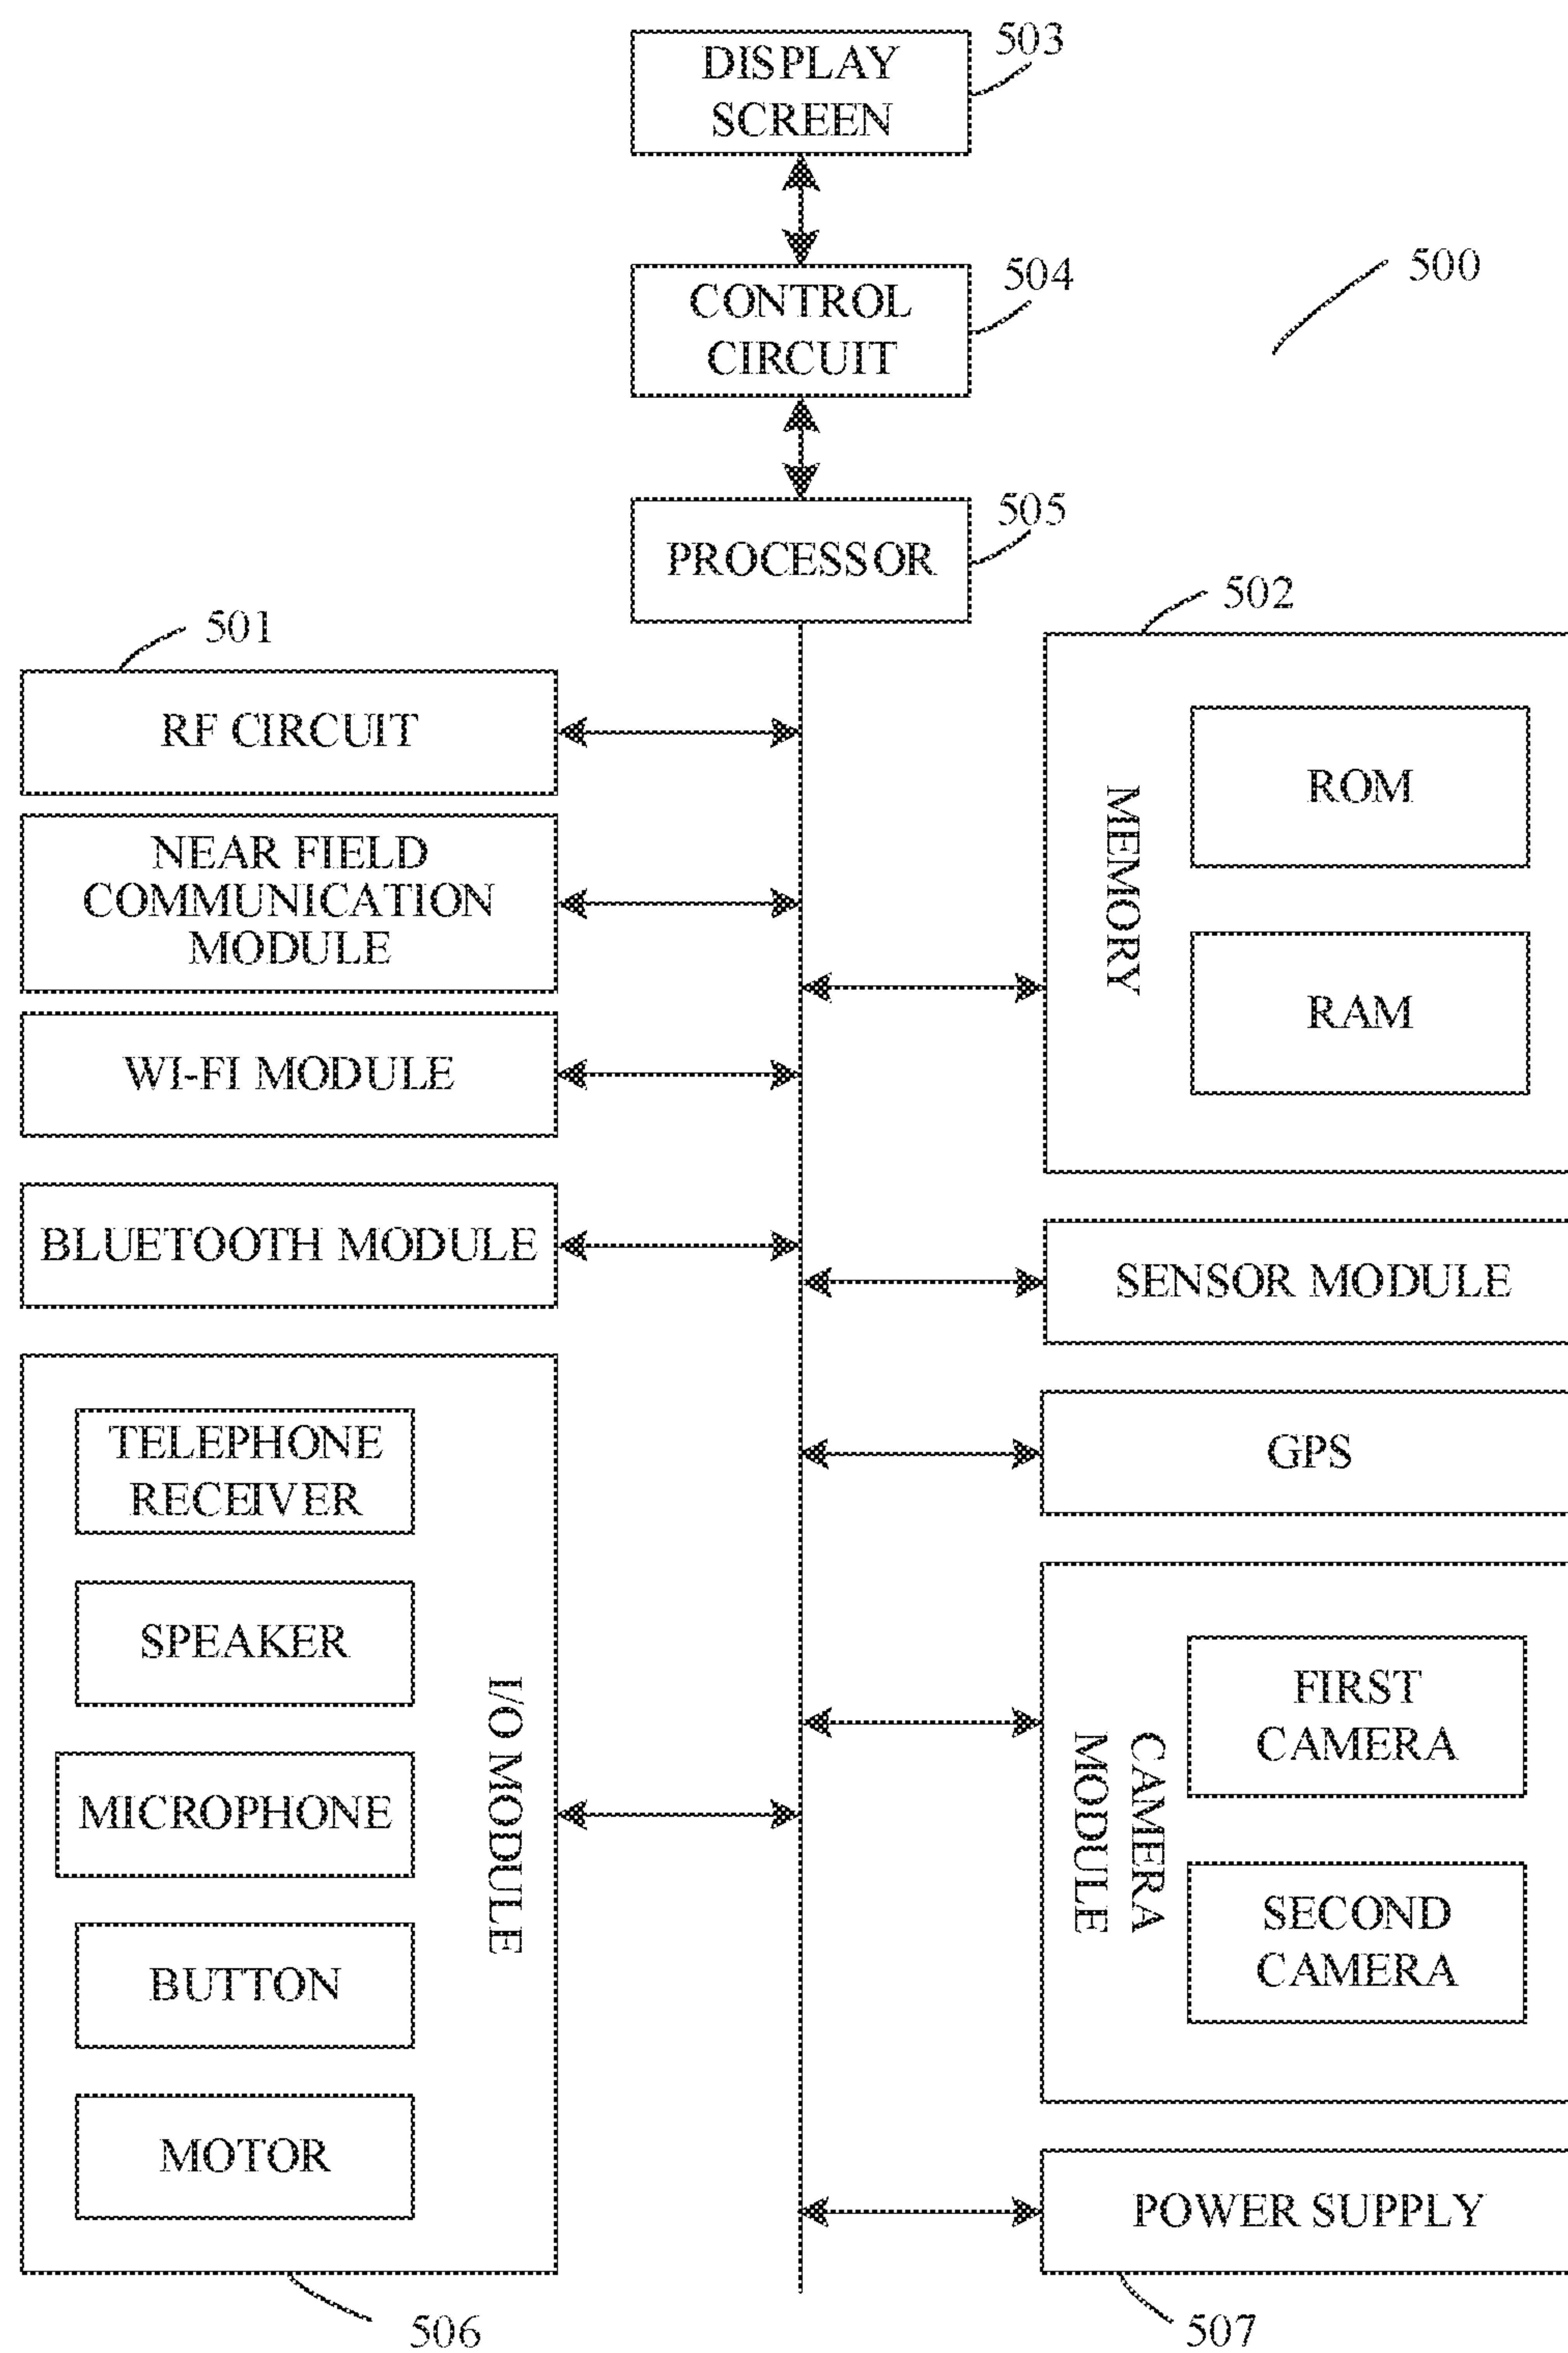 503
DISPLAY
SCREEN
504
CONTROL
CIRCUIT
500
505
PROCESSOR
501
RF CIRCUIT
NEAR FIELD
COMMUNICATION
MODULE
WI-FI MODULE
BLUETOOTH MODULE
TELEPHONE
RECEIVER
SPEAKER
MICROPHONE
BUTTON
MOTOR
I/O MODULE
506
502
MEMORY
ROM
RAM
SENSOR MODULE
GPS
CAMERA
MODULE
FIRST
CAMERA
SECOND
CAMERA
POWER SUPPLY
507